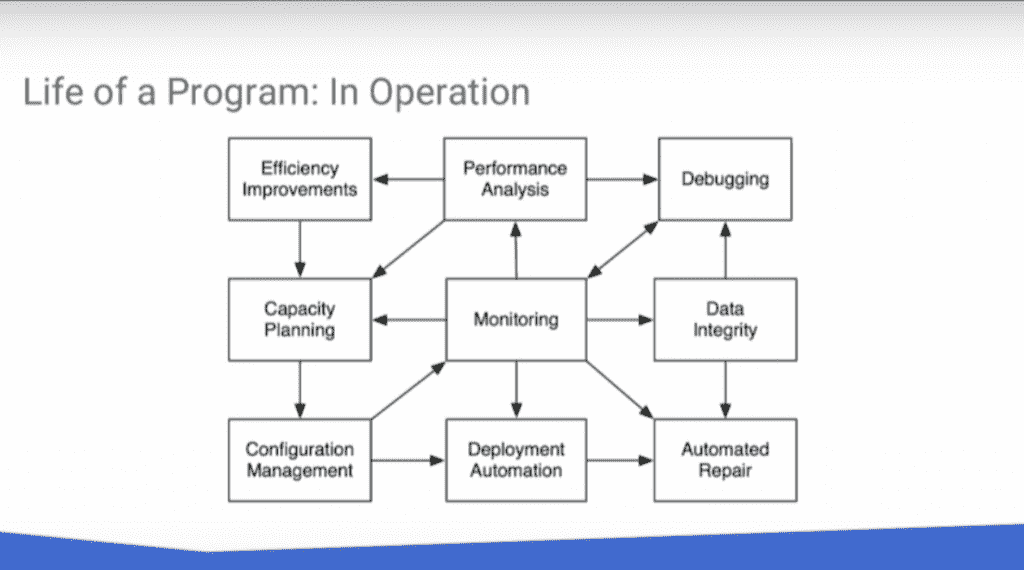 Life of a Program: In Operation
Efficiency
Improvements
Performance
Analysis
Debugging
Capacity
Planning
Monitoring
Data
Integrity
Configuration
Management
Deployment
Automation
Automated
Repair